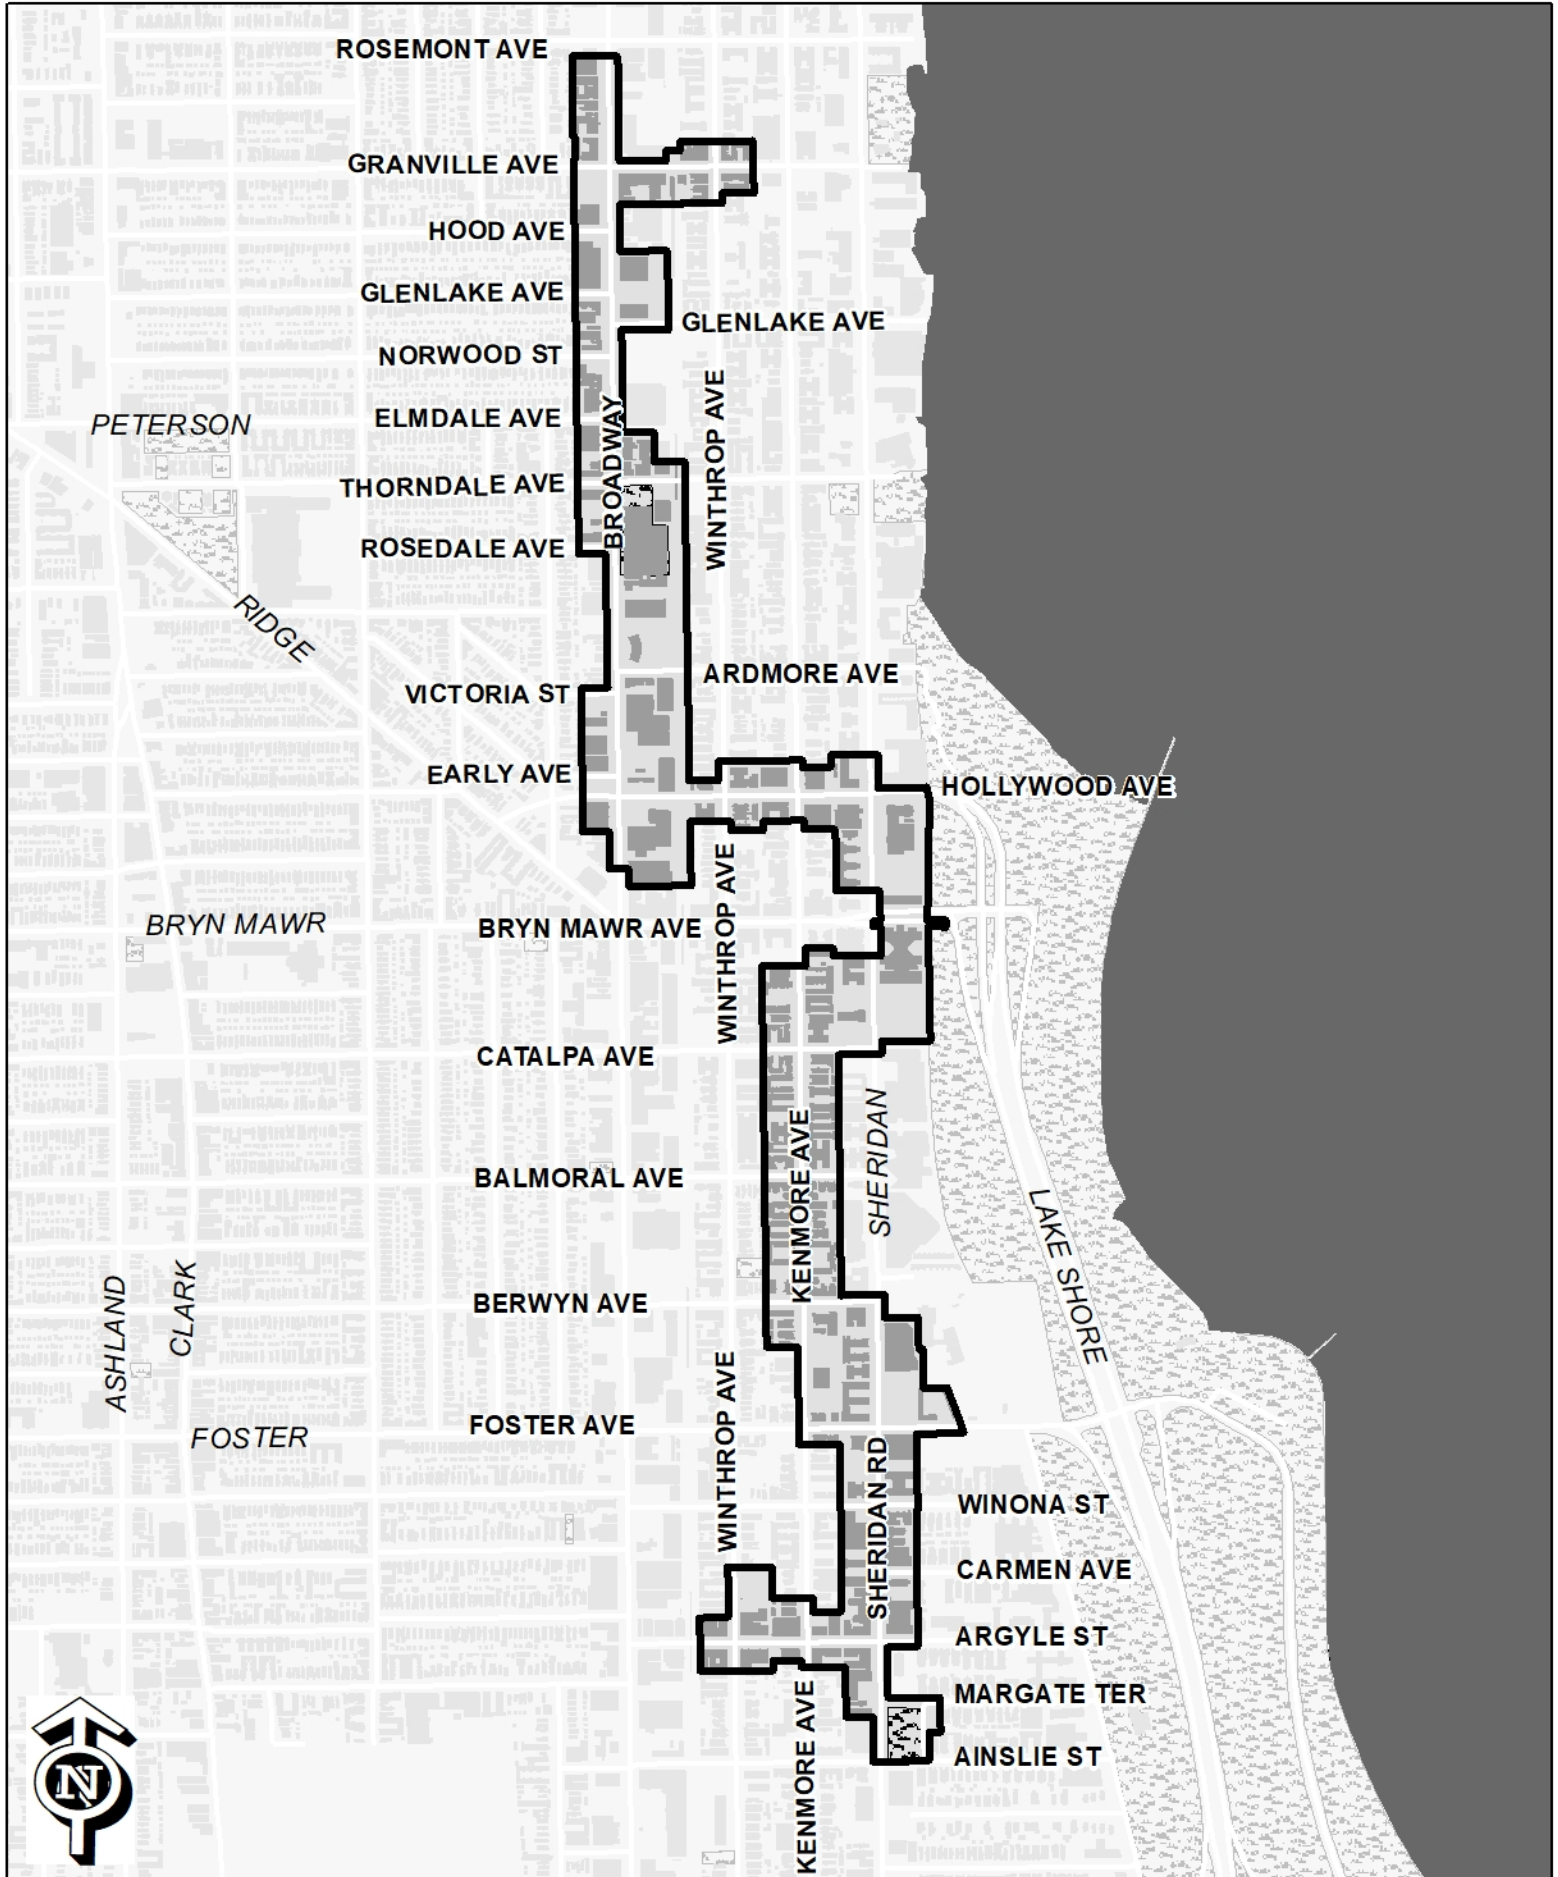 ROSEMONT AVE
GRANVILLE AVE
HOOD AVE
GLENLAKE AVE
GLENLAKE AVE
NORWOOD ST
WINTHROP AVE
PETERSON
ELMDALE AVE
BROADWAY
THORNDALE AVE
ROSEDALE AVE
RIDGE
ARDMORE AVE
VICTORIA ST
EARLY AVE
HOLLYWOOD AVE
WINTHROP AVE
BRYN MAWR
BRYN MAWR AVE
CATALPA AVE
SHERIDAN
KENMORE AVE
BALMORAL AVE
LAKE SHORE
ASHLAND
CLARK
BERWYN AVE
WINTHROP AVE
FOSTER
FOSTER AVE
SHERIDAN RD
WINONA ST
CARMEN AVE
ARGYLE ST
KENMORE AVE
MARGATE TER
AINSLIE ST
N